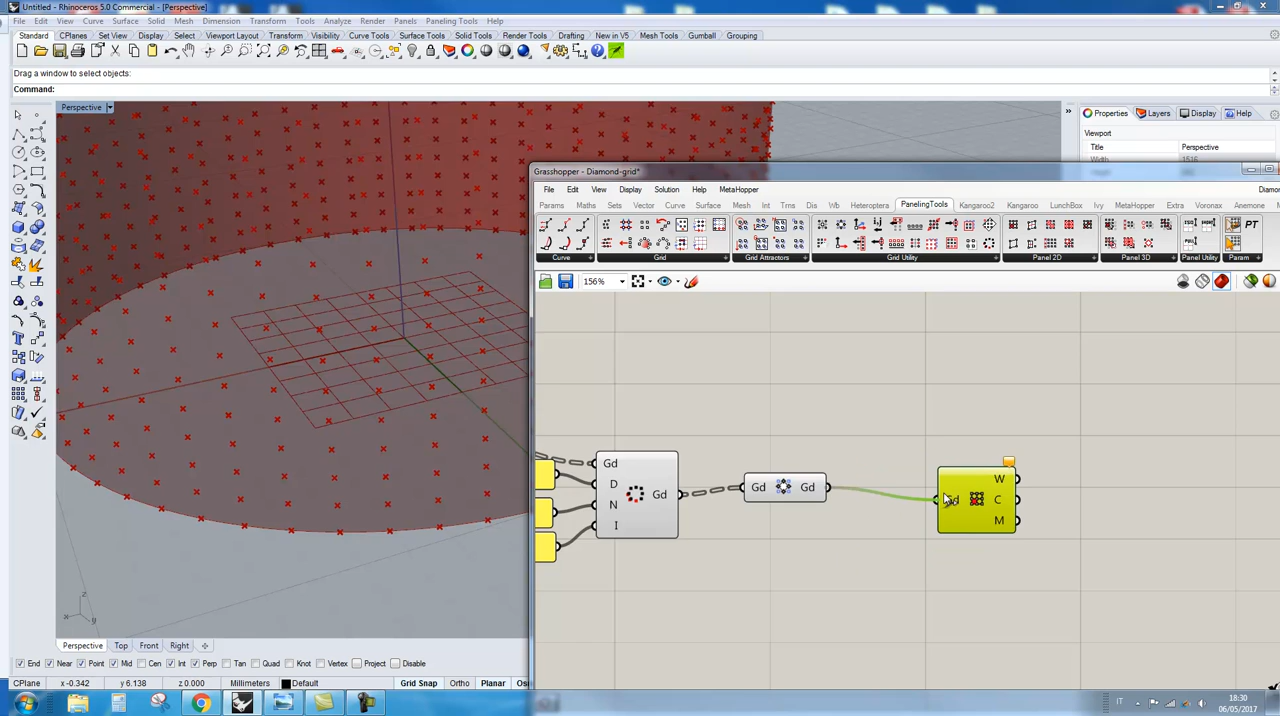 Untitled - Rhinoceros 5.0 Commercial - [Perspective]
File Edit View Curve Surface Solid Mesh Dimension Transform Tools Analyze Render Panels Paneling Tools Help
Standard CPlanes Set View Display Select Viewport Layout Transform Visibility Curve Tools Surface Tools Solid Tools Render Tools Drafting New in V5 Mesh Tools Gumball Grouping
Drag a window to select objects:
Command:
Perspective
Properties Layers Display Help
Viewport
Title Perspective
Width 1516
Grasshopper - Diamond-grid*
File Edit View Display Solution Help MetaHopper
Diamo
Params Maths Sets Vector Curve Surface Mesh Int Trns Dis Wb Heteroptera PanelingTools Kangaroo2 Kangaroo LunchBox Ivy MetaHopper Extra Voronax Anemone
PT
Curve Grid Grid Attractors Grid Utility Panel 2D Panel 3D Panel Utility Param
156%
Gd
D
N
I
Gd
Gd Gd
W
C
M
z
x y
Perspective Top Front Right
End Near Point Mid Cen Int Perp Tan Quad Knot Vertex Project Disable
CPlane x -0.342 y 6.138 z 0.000 Millimeters Default Grid Snap Ortho Planar Os
IT
18:30
06/05/2017